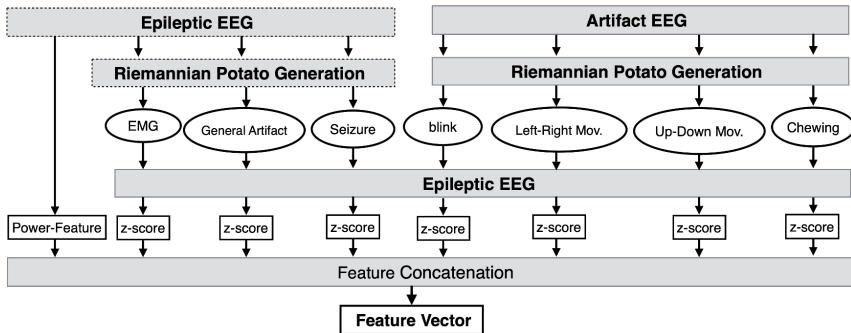 Epileptic EEG
Artifact EEG
Riemannian Potato Generation
Riemannian Potato Generation
EMG
General Artifact
Seizure
blink
Left-Right Mov.
Up-Down Mov.
Chewing
Epileptic EEG
Power-Feature
z-score
z-score
z-score
z-score
z-score
z-score
z-score
Feature Concatenation
Feature Vector